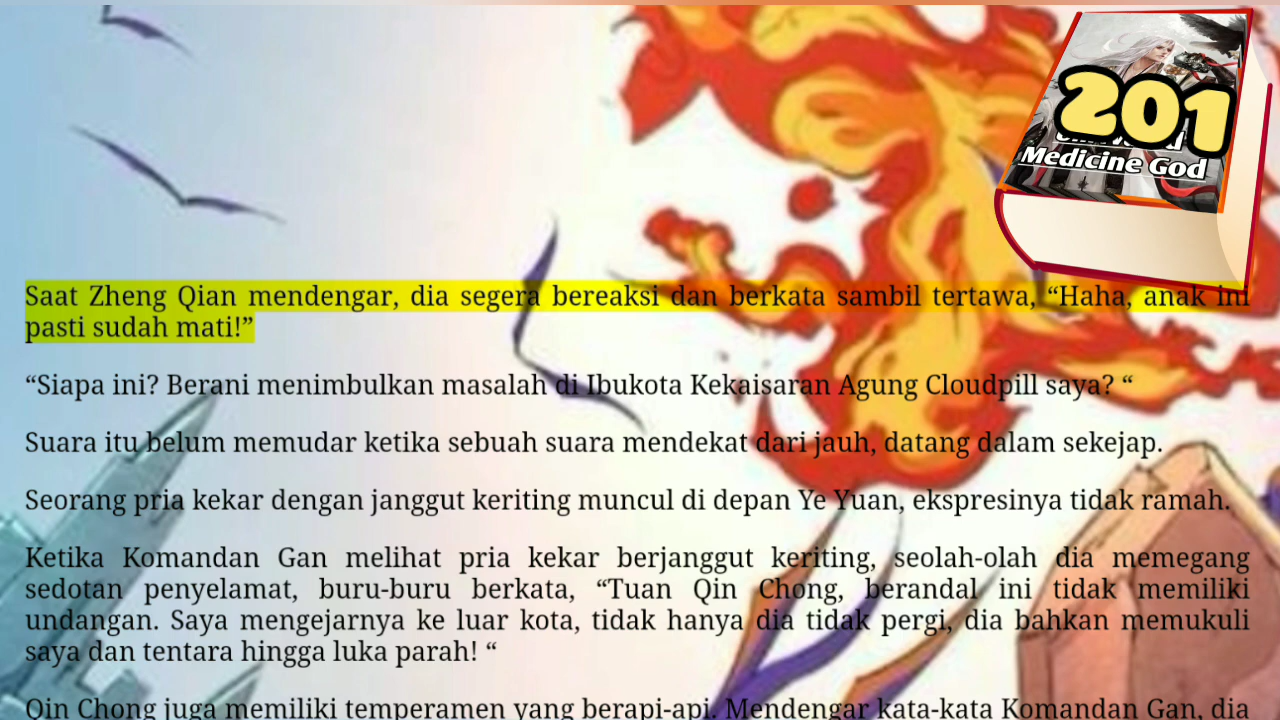 201
Medicine God
Saat Zheng Qian mendengar, dia segera bereaksi dan berkata sambil tertawa, “Haha, anak ini
pasti sudah mati!”
“Siapa ini? Berani menimbulkan masalah di Ibukota Kekaisaran Agung Cloudpill saya? “
Suara itu belum memudar ketika sebuah suara mendekat dari jauh, datang dalam sekejap.
Seorang pria kekar dengan janggut keriting muncul di depan Ye Yuan, ekspresinya tidak ramah.
Ketika Komandan Gan melihat pria kekar berjanggut keriting, seolah-olah dia memegang
sedotan penyelamat, buru-buru berkata, “Tuan Qin Chong, berandal ini tidak memiliki
undangan. Saya mengejarnya ke luar kota, tidak hanya dia tidak pergi, dia bahkan memukuli
saya dan tentara hingga luka parah! “
Qin Chong juga memiliki temperamen yang berapi-api. Mendengar kata-kata Komandan Gan, dia